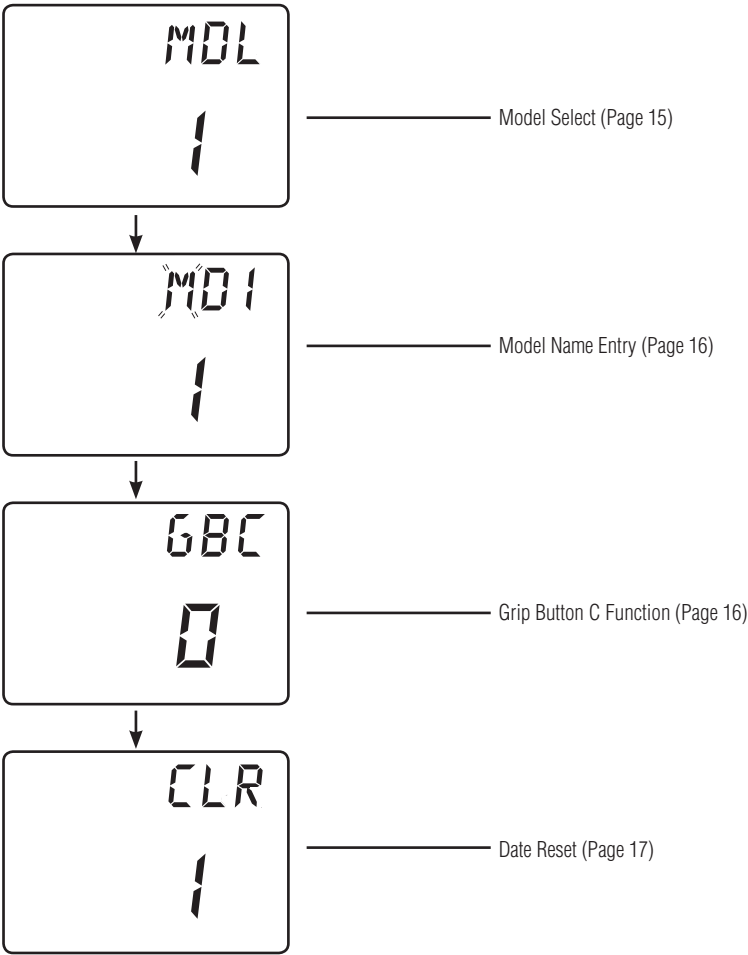 MDL
1
Model Select (Page 15)
MD1
1
Model Name Entry (Page 16)
GBC
0
Grip Button C Function (Page 16)
CLR
1
Date Reset (Page 17)